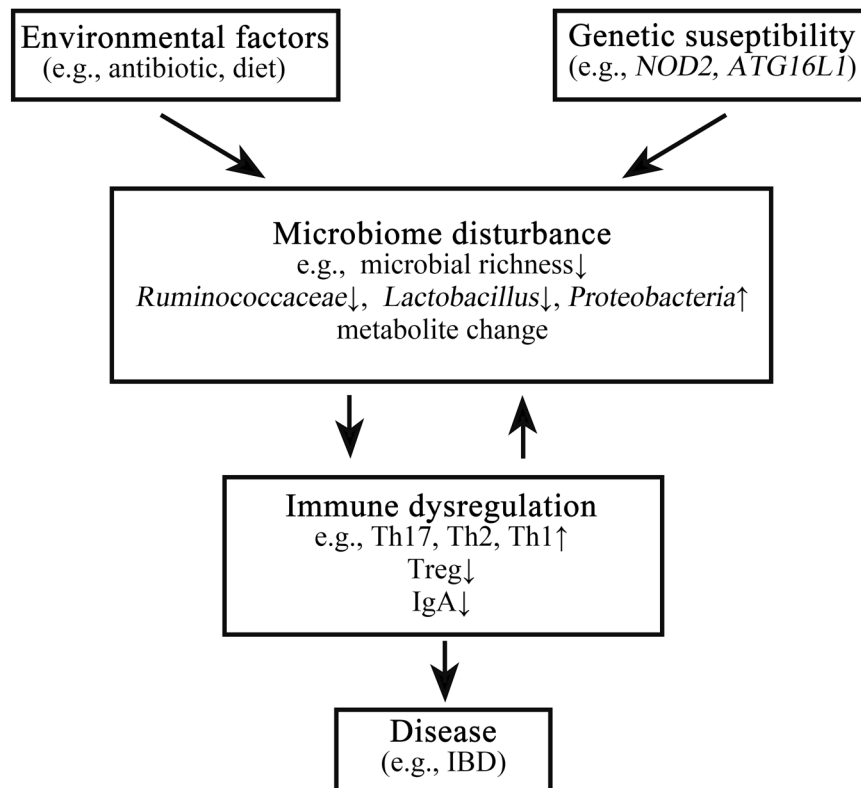 Environmental factors
(e.g., antibiotic, diet)
Genetic suseptibility
(e.g., NOD2, ATG16L1)
Microbiome disturbance
e.g., microbial richness↓
Ruminococcaceae↓, Lactobacillus↓, Proteobacteria↑
metabolite change
Immune dysregulation
e.g., Th17, Th2, Th1↑
Treg↓
IgA↓
Disease
(e.g., IBD)